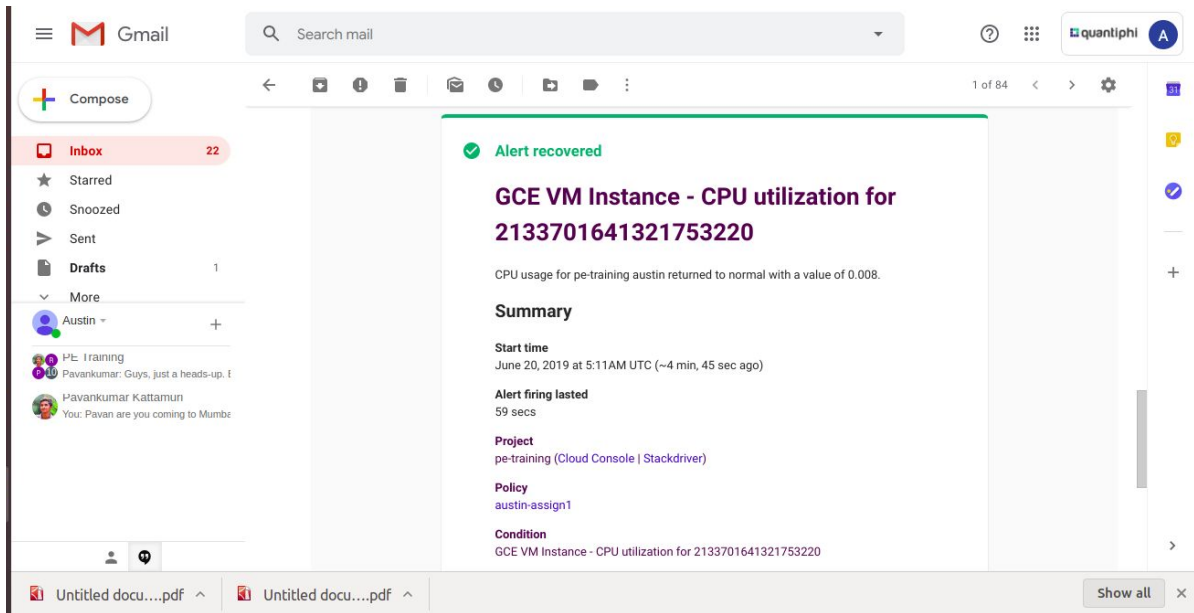 Gmail
Search mail
quantiphi
A
Compose
1 of 84
31
Inbox 22
Starred
Snoozed
Sent
Drafts 1
More
Austin
PE Training
Pavankumar: Guys, just a heads-up. E
Pavankumar Kattamuri
You: Pavan are you coming to Mumba
R
P 10
Alert recovered
GCE VM Instance - CPU utilization for
2133701641321753220
CPU usage for pe-training austin returned to normal with a value of 0.008.
Summary
Start time
June 20, 2019 at 5:11AM UTC (~4 min, 45 sec ago)
Alert firing lasted
59 secs
Project
pe-training (Cloud Console | Stackdriver)
Policy
austin-assign1
Condition
GCE VM Instance - CPU utilization for 2133701641321753220
Untitled docu....pdf
Untitled docu....pdf
Show all